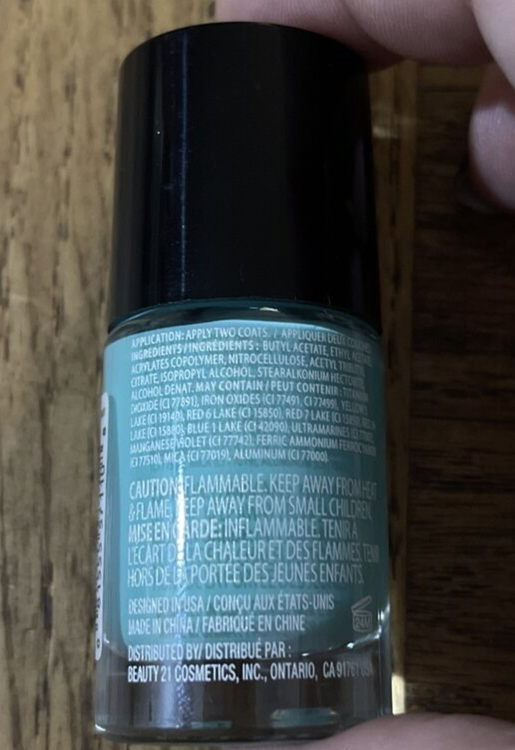 APPLICATION: APPLY TWO COATS. / APPLIQUER DEUX
INGREDIENTS / INGRÉDIENTS : BUTYL ACETATE, ETHYL
ACRYLATES COPOLYMER, NITROCELLULOSE, ACETYL TRIBUTYL
CITRATE, ISOPROPYL ALCOHOL, STEARALKONIUM HECTORITE,
ALCOHOL DENAT. MAY CONTAIN / PEUT CONTENIR : TITANIUM
DIOXIDE (CI 77891), IRON OXIDES (CI 77491, CI 77499), YELLOW 5
LAKE (CI 19140), RED 6 LAKE (CI 15850), RED 7 LAKE (CI 15850),
LAKE (CI 15880), BLUE 1 LAKE (CI 42090), ULTRAMARINES
MANGANESE VIOLET (CI 77742), FERRIC AMMONIUM FERROCYANIDE
(CI 77510), MICA (CI 77019), ALUMINUM (CI 77000).
CAUTION: FLAMMABLE. KEEP AWAY FROM HEAT
& FLAME. KEEP AWAY FROM SMALL CHILDREN.
MISE EN GARDE: INFLAMMABLE. TENIR À
L'ÉCART DE LA CHALEUR ET DES FLAMMES. TENIR
HORS DE LA PORTÉE DES JEUNES ENFANTS.
DESIGNED IN USA / CONÇU AUX ÉTATS-UNIS
MADE IN CHINA / FABRIQUÉ EN CHINE
24M
DISTRIBUTED BY/ DISTRIBUÉ PAR :
BEAUTY 21 COSMETICS, INC., ONTARIO, CA 91761 USA